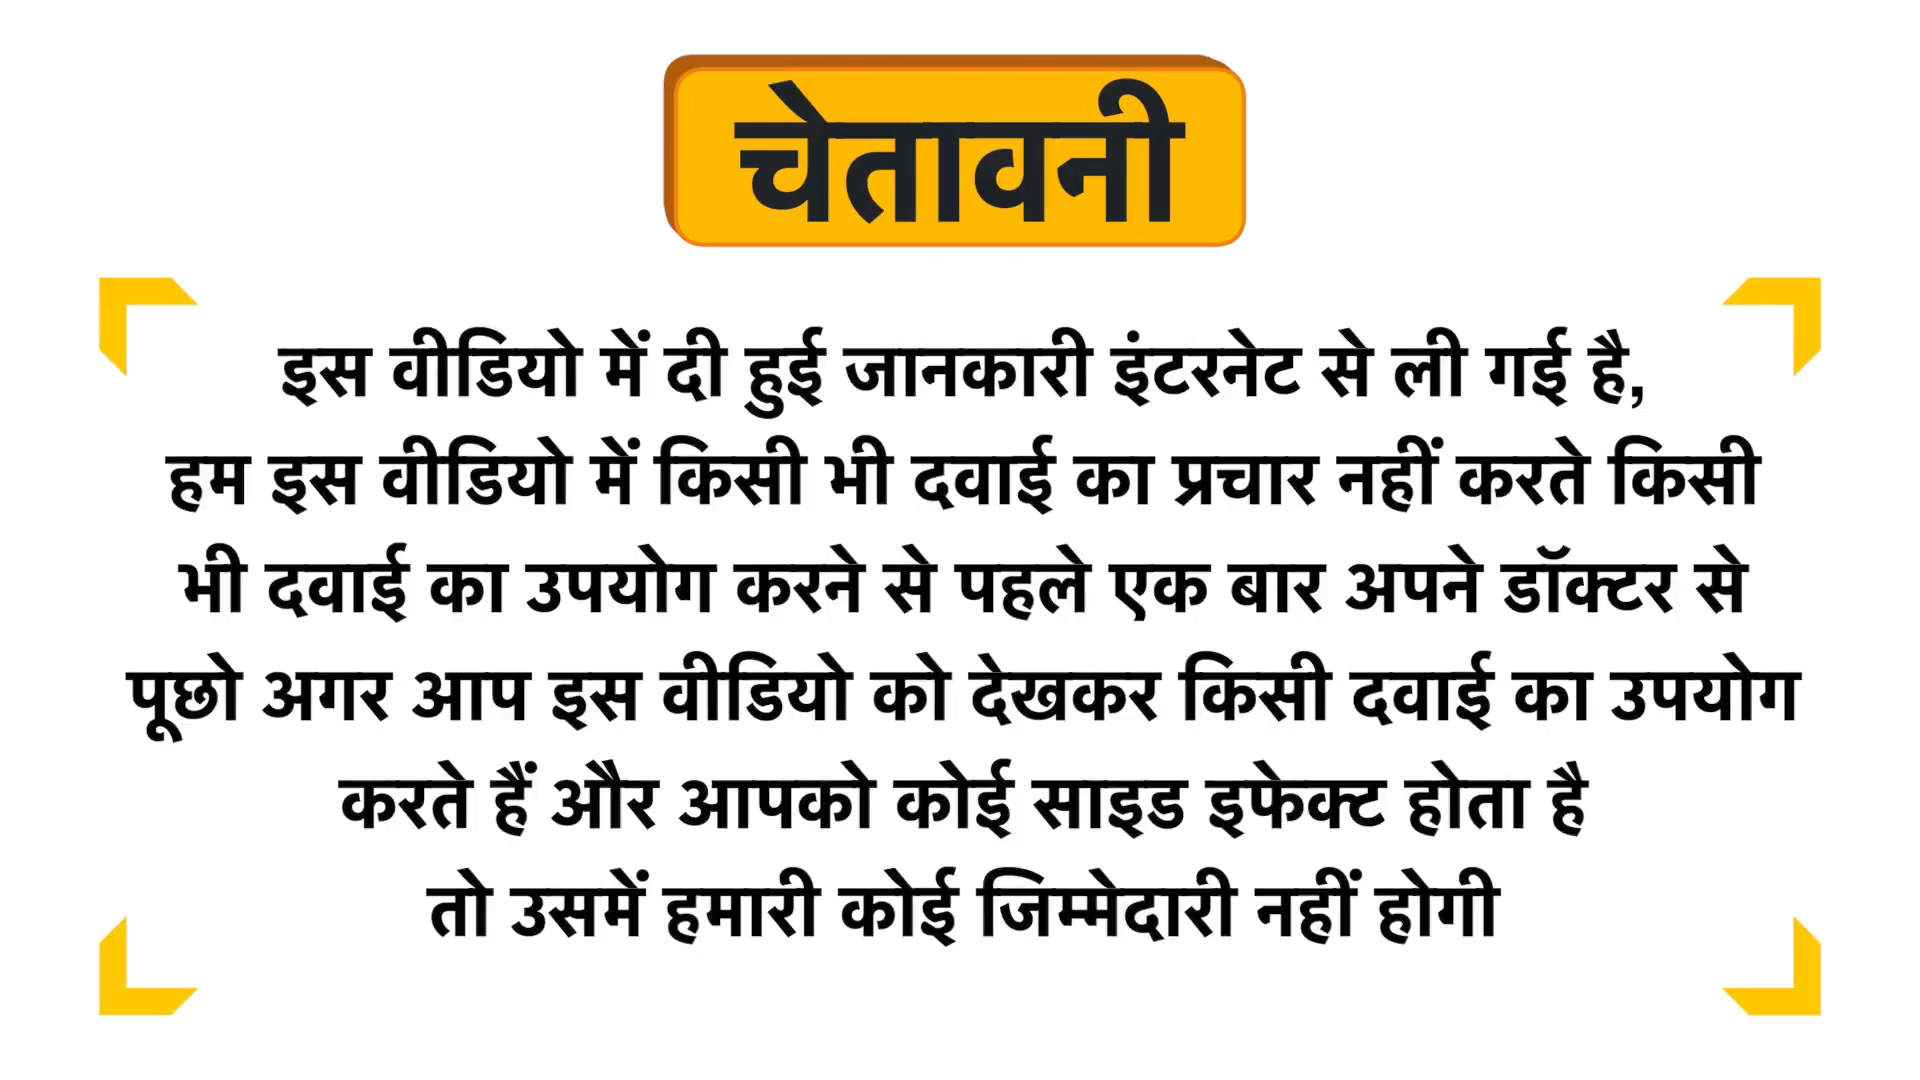 चेतावनी
इस वीडियो में दी हुई जानकारी इंटरनेट से ली गई है,
हम इस वीडियो में किसी भी दवाई का प्रचार नहीं करते किसी
भी दवाई का उपयोग करने से पहले एक बार अपने डॉक्टर से
पूछो अगर आप इस वीडियो को देखकर किसी दवाई का उपयोग
करते हैं और आपको कोई साइड इफेक्ट होता है
तो उसमें हमारी कोई जिम्मेदारी नहीं होगी